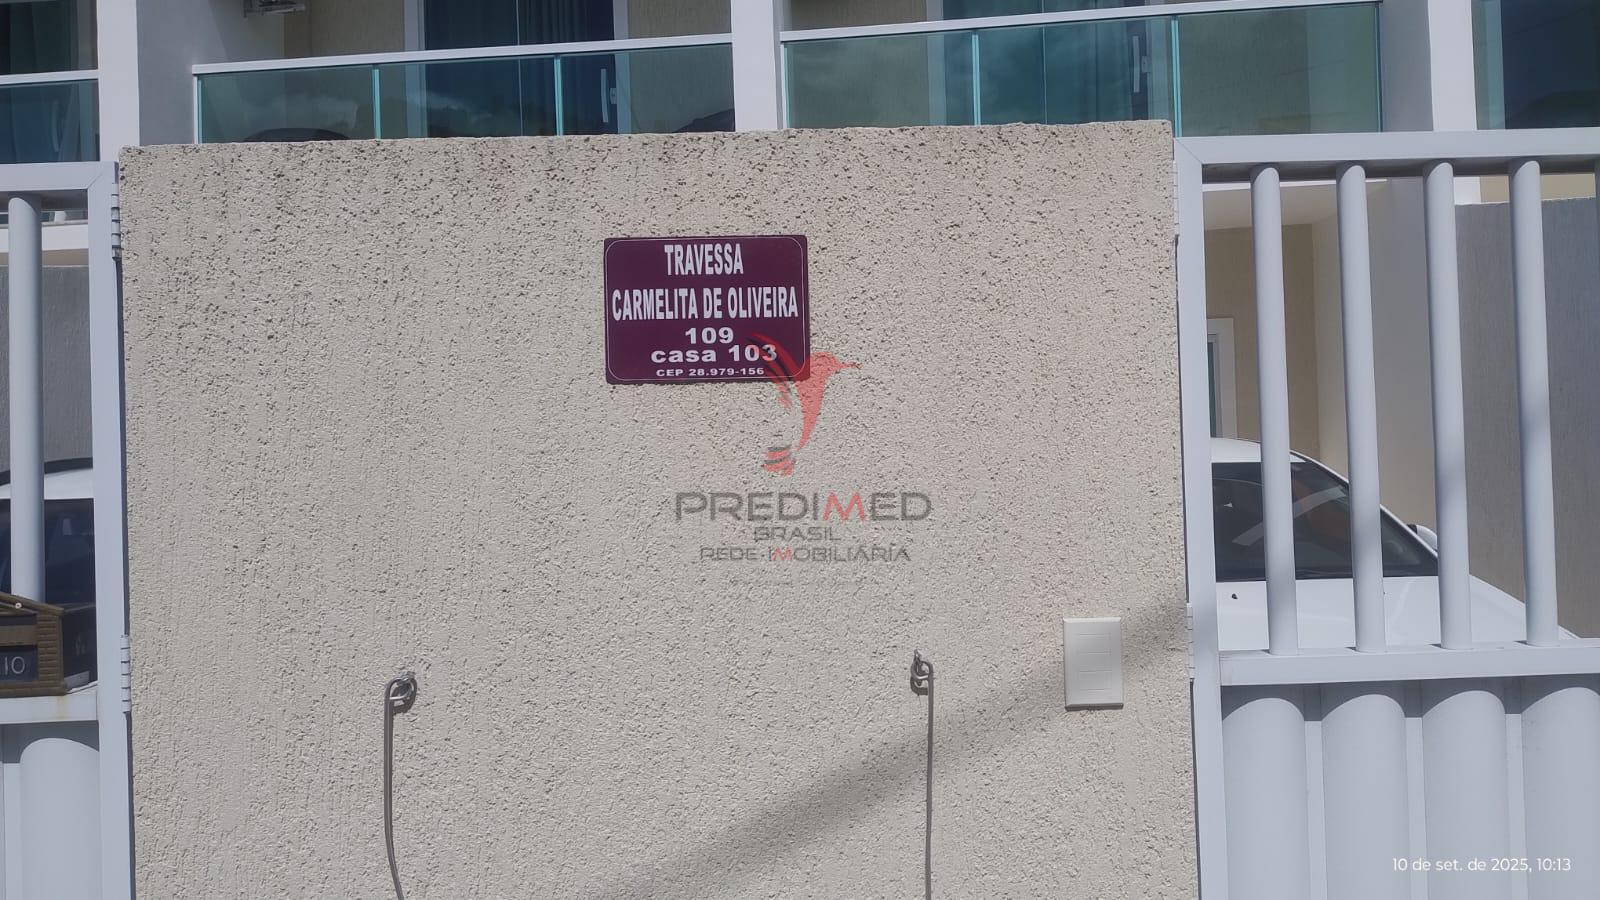 TRAVESSA
CARMELITA DE OLIVEIRA
109
casa 103
CEP 28.979-156
PREDIMED
BRASIL
REDE IMOBILIÁRIA
10
10 de set. de 2025, 10:13